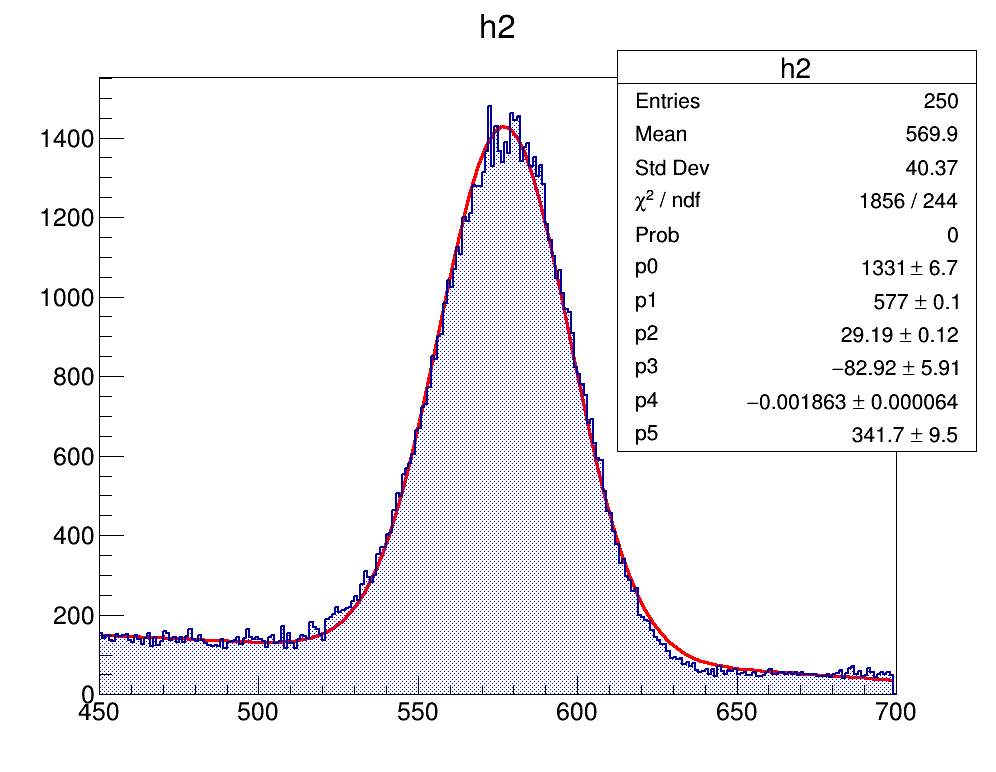 h2
h2
Entries 250
Mean 569.9
Std Dev 40.37
χ² / ndf 1856 / 244
Prob 0
p0 1331 ± 6.7
p1 577 ± 0.1
p2 29.19 ± 0.12
p3 −82.92 ± 5.91
p4 −0.001863 ± 0.000064
p5 341.7 ± 9.5
1400
1200
1000
800
600
400
200
0
450 500 550 600 650 700